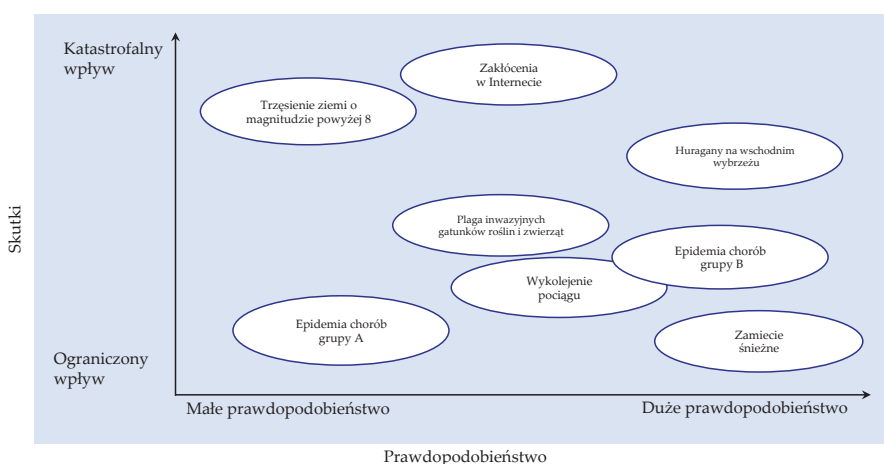 Katastrofalny
wpływ
Zakłócenia
w Internecie
Trzęsienie ziemi o
magnitudzie powyżej 8
Huragany na wschodnim
wybrzeżu
Skutki
Plaga inwazyjnych
gatunków roślin i zwierząt
Epidemia chorób
grupy B
Wykolejenie
pociągu
Epidemia chorób
grupy A
Zamiecie
śnieżne
Ograniczony
wpływ
Małe prawdopodobieństwo
Duże prawdopodobieństwo
Prawdopodobieństwo